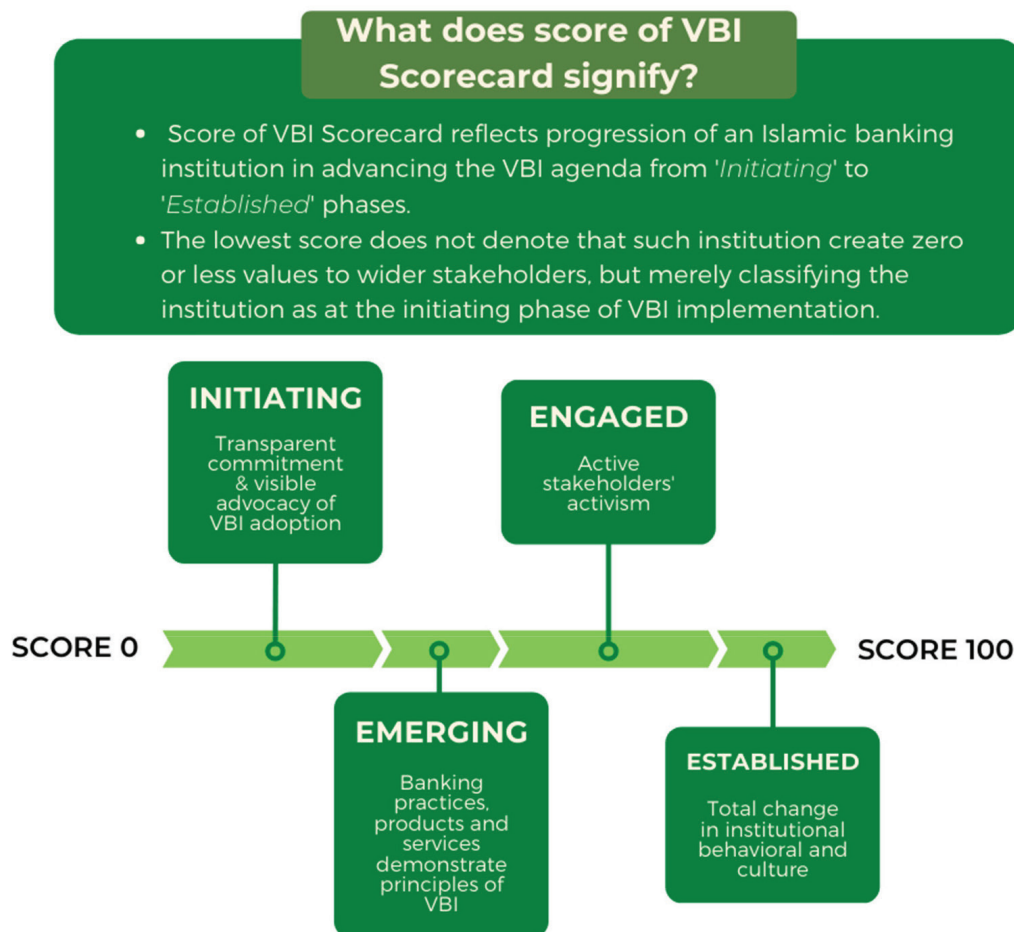 What does score of VBI
Scorecard signify?
• Score of VBI Scorecard reflects progression of an Islamic banking
institution in advancing the VBI agenda from 'Initiating' to
'Established' phases.
• The lowest score does not denote that such institution create zero
or less values to wider stakeholders, but merely classifying the
institution as at the initiating phase of VBI implementation.
INITIATING
Transparent
commitment
& visible
advocacy of
VBI adoption
ENGAGED
Active
stakeholders'
activism
SCORE 0
SCORE 100
EMERGING
Banking
practices,
products and
services
demonstrate
principles of
VBI
ESTABLISHED
Total change
in institutional
behavioral and
culture